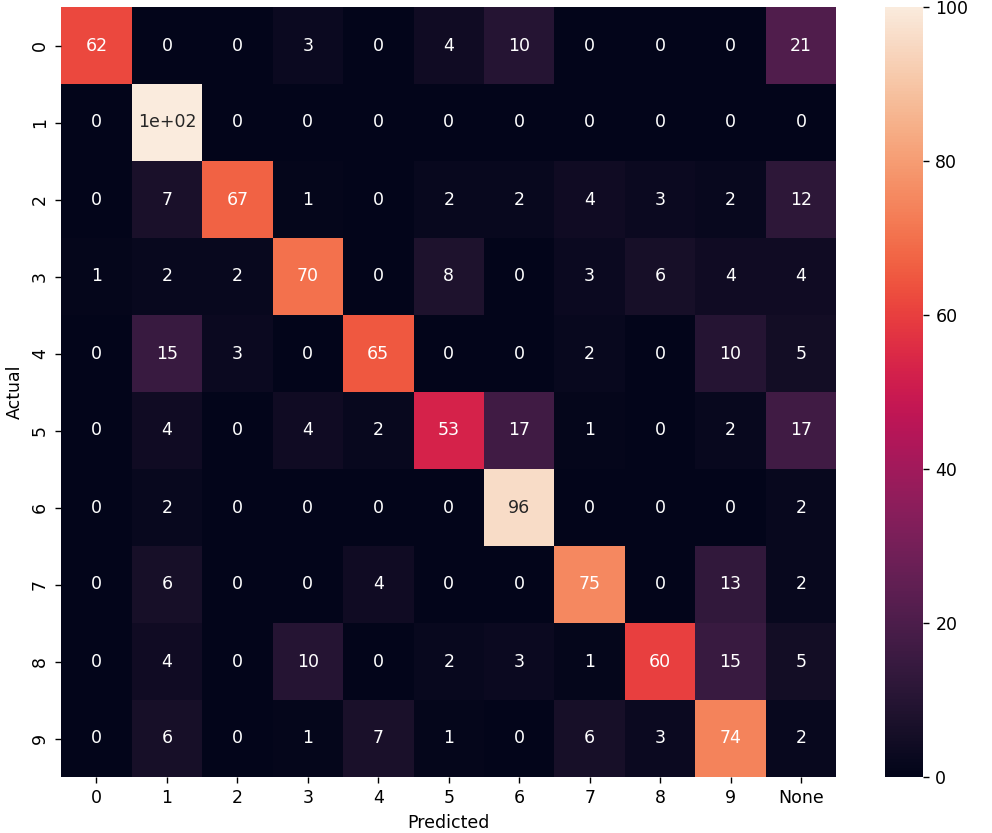 0 62 0 0 3 0 4 10 0 0 0 21
1 0 1e+02 0 0 0 0 0 0 0 0 0
2 0 7 67 1 0 2 2 4 3 2 12
3 1 2 2 70 0 8 0 3 6 4 4
4 0 15 3 0 65 0 0 2 0 10 5
5 0 4 0 4 2 53 17 1 0 2 17
6 0 2 0 0 0 0 96 0 0 0 2
7 0 6 0 0 4 0 0 75 0 13 2
8 0 4 0 10 0 2 3 1 60 15 5
9 0 6 0 1 7 1 0 6 3 74 2
0 1 2 3 4 5 6 7 8 9 None
Predicted
Actual
100
80
60
40
20
0